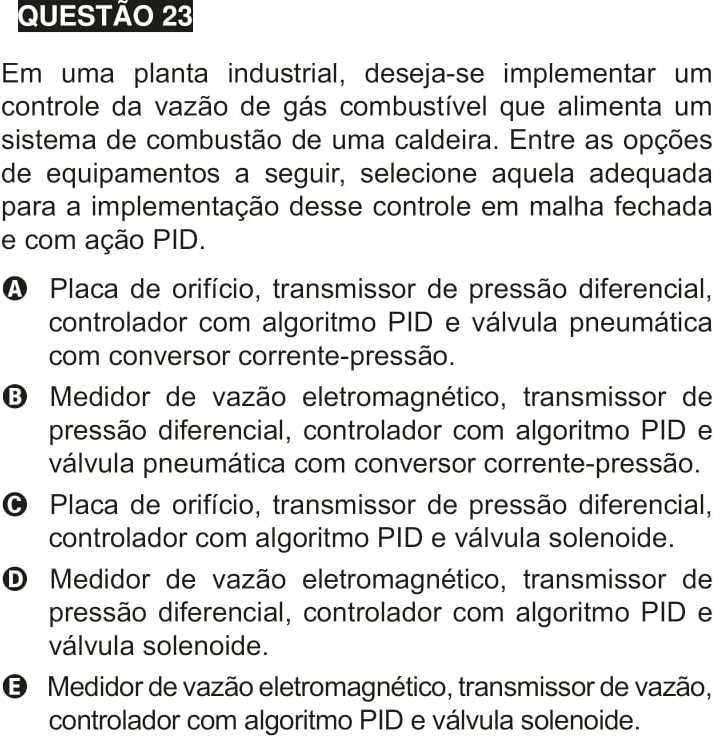 QUESTÃO 23
Em uma planta industrial, deseja-se implementar um
controle da vazão de gás combustível que alimenta um
sistema de combustão de uma caldeira. Entre as opções
de equipamentos a seguir, selecione aquela adequada
para a implementação desse controle em malha fechada
e com ação PID.
A Placa de orifício, transmissor de pressão diferencial,
controlador com algoritmo PID e válvula pneumática
com conversor corrente-pressão.
B Medidor de vazão eletromagnético, transmissor de
pressão diferencial, controlador com algoritmo PID e
válvula pneumática com conversor corrente-pressão.
C Placa de orifício, transmissor de pressão diferencial,
controlador com algoritmo PID e válvula solenoide.
D Medidor de vazão eletromagnético, transmissor de
pressão diferencial, controlador com algoritmo PID e
válvula solenoide.
E Medidor de vazão eletromagnético, transmissor de vazão,
controlador com algoritmo PID e válvula solenoide.